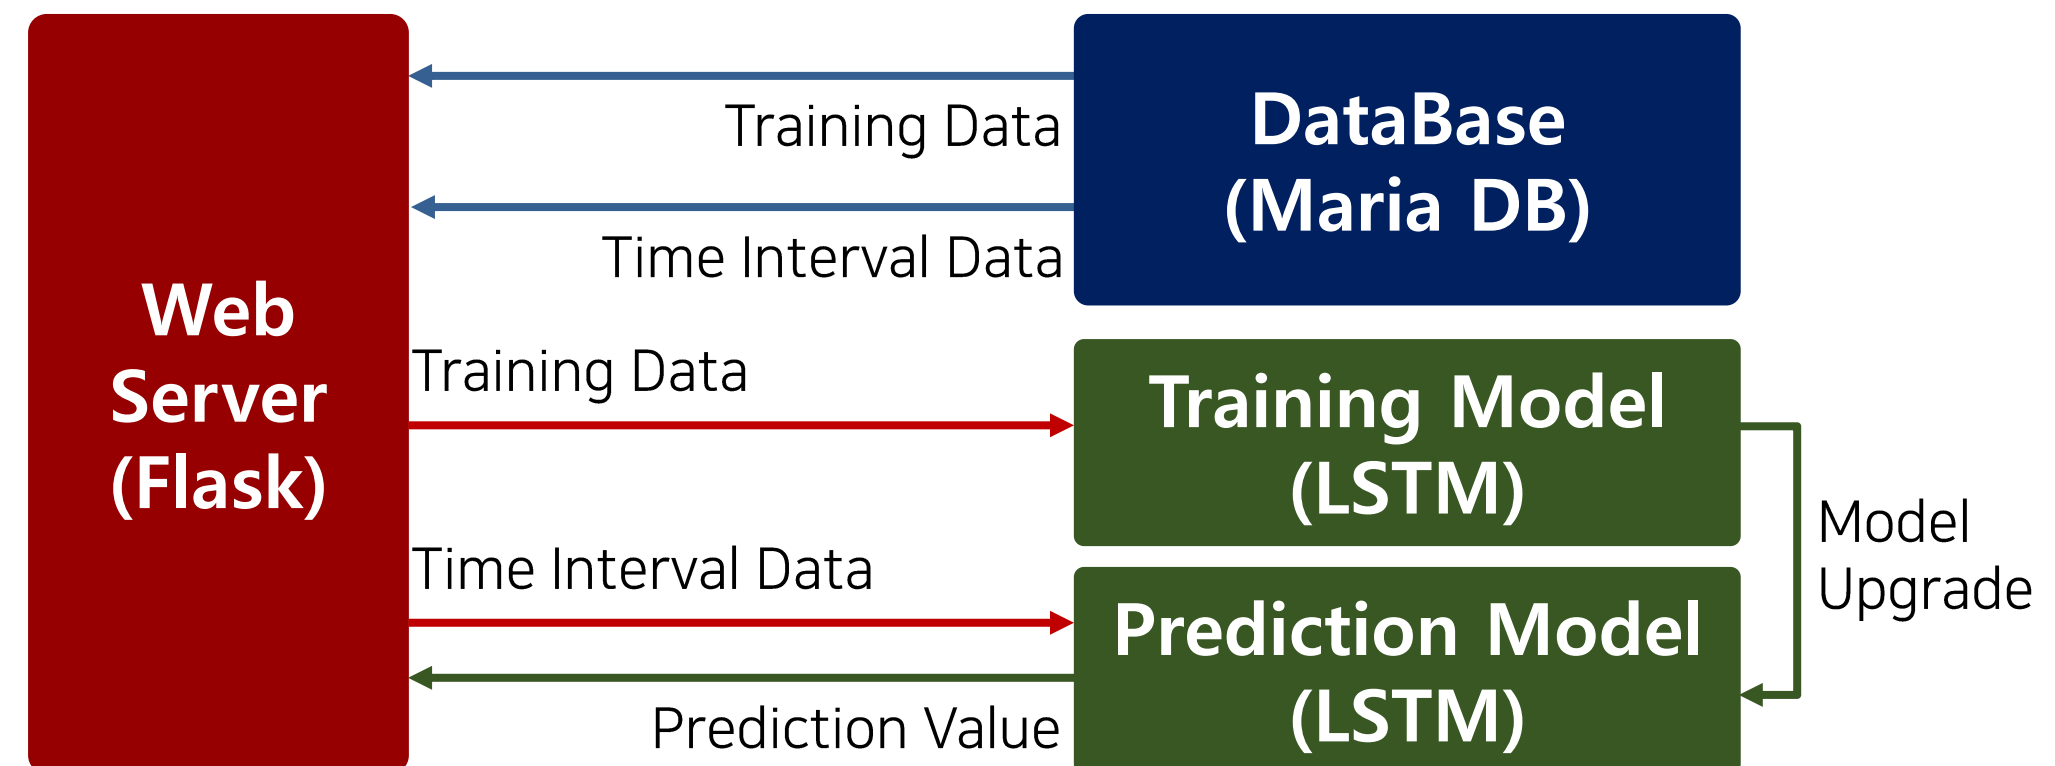 Web
Server
(Flask)
Training Data
Time Interval Data
DataBase
(Maria DB)
Training Data
Training Model
(LSTM)
Model
Upgrade
Time Interval Data
Prediction Model
(LSTM)
Prediction Value